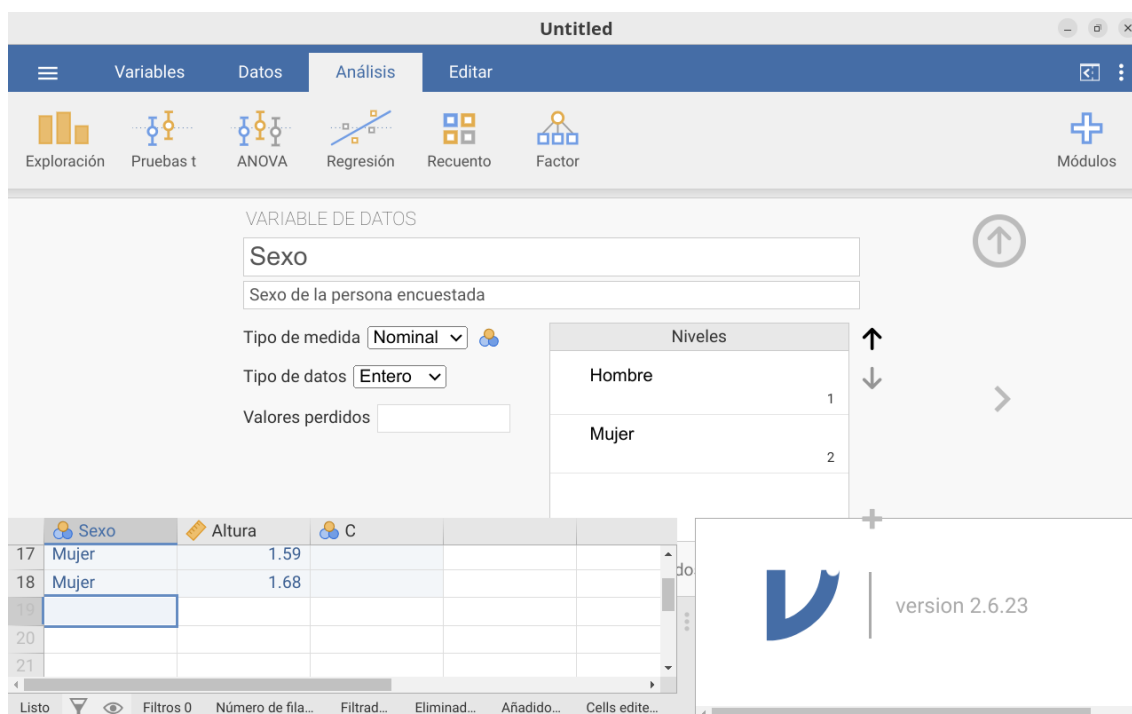 Untitled
Variables Datos Análisis Editar
Exploración Pruebas t ANOVA Regresión Recuento Factor Módulos
VARIABLE DE DATOS
Sexo
Sexo de la persona encuestada
Tipo de medida Nominal Niveles
Tipo de datos Entero Hombre
1
Valores perdidos
Mujer
2
Sexo Altura C
17 Mujer 1.59
do
18 Mujer 1.68
19
version 2.6.23
20
21
Listo Filtros 0 Número de fila... Filtrad... Eliminad... Añadido... Cells edite...